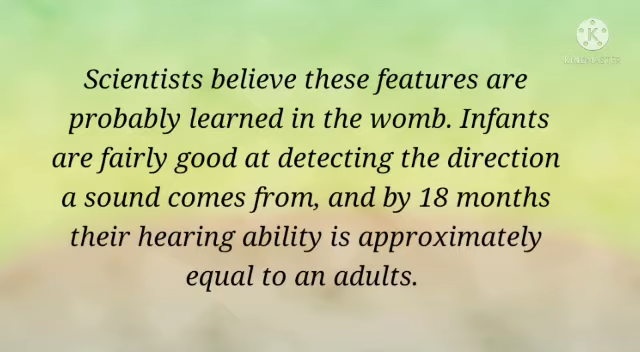 Scientists believe these features are
probably learned in the womb. Infants
are fairly good at detecting the direction
a sound comes from, and by 18 months
their hearing ability is approximately
equal to an adults.
K
KINEMASTER